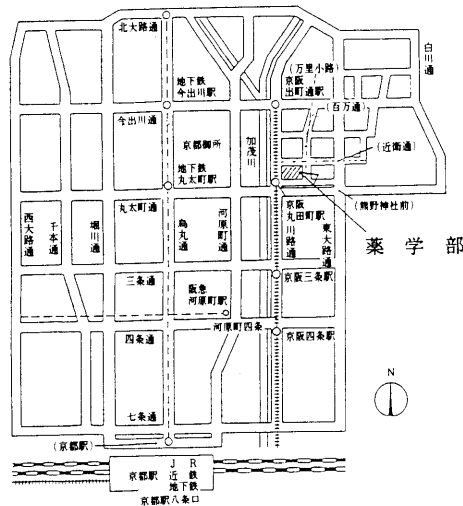 北大路通
白川通
地下鉄
今出川駅
(万里小路
京阪
出町通駅
(百万通)
今出川通
京都御所
加茂川
(近衛通)
地下鉄
丸太町駅
(熊野神社前)
丸太町通
西大路通
千本通
堀川通
烏丸通
河原町通
京阪
丸田町駅
川路通
東大路通
薬学部
三条通
阪急
河原町駅
京阪三条駅
四条通
河原町四条
京阪四条駅
七条通
N
(京都駅)
JR
京都駅 近鉄
地下鉄
京都駅八条口